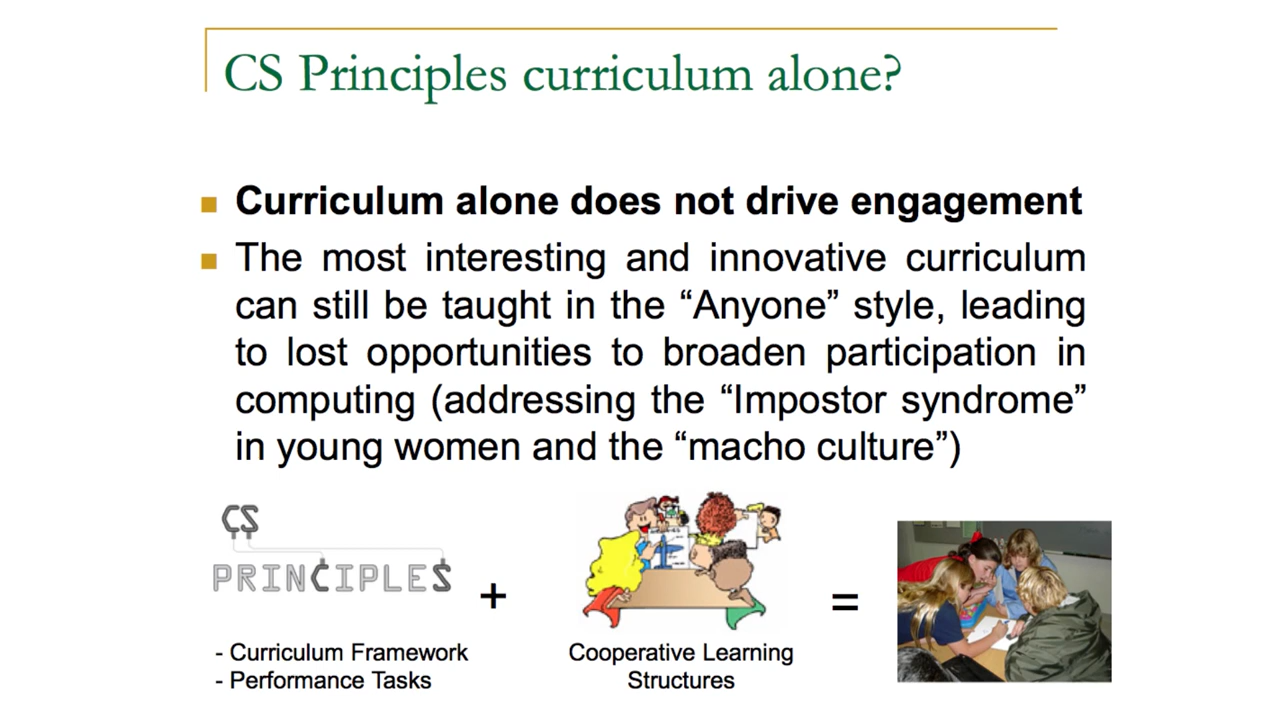 CS Principles curriculum alone?
Curriculum alone does not drive engagement
The most interesting and innovative curriculum
can still be taught in the “Anyone” style, leading
to lost opportunities to broaden participation in
computing (addressing the “Impostor syndrome”
in young women and the “macho culture”)
CS
PRINCIPLES
+
=
- Curriculum Framework
- Performance Tasks
Cooperative Learning
Structures